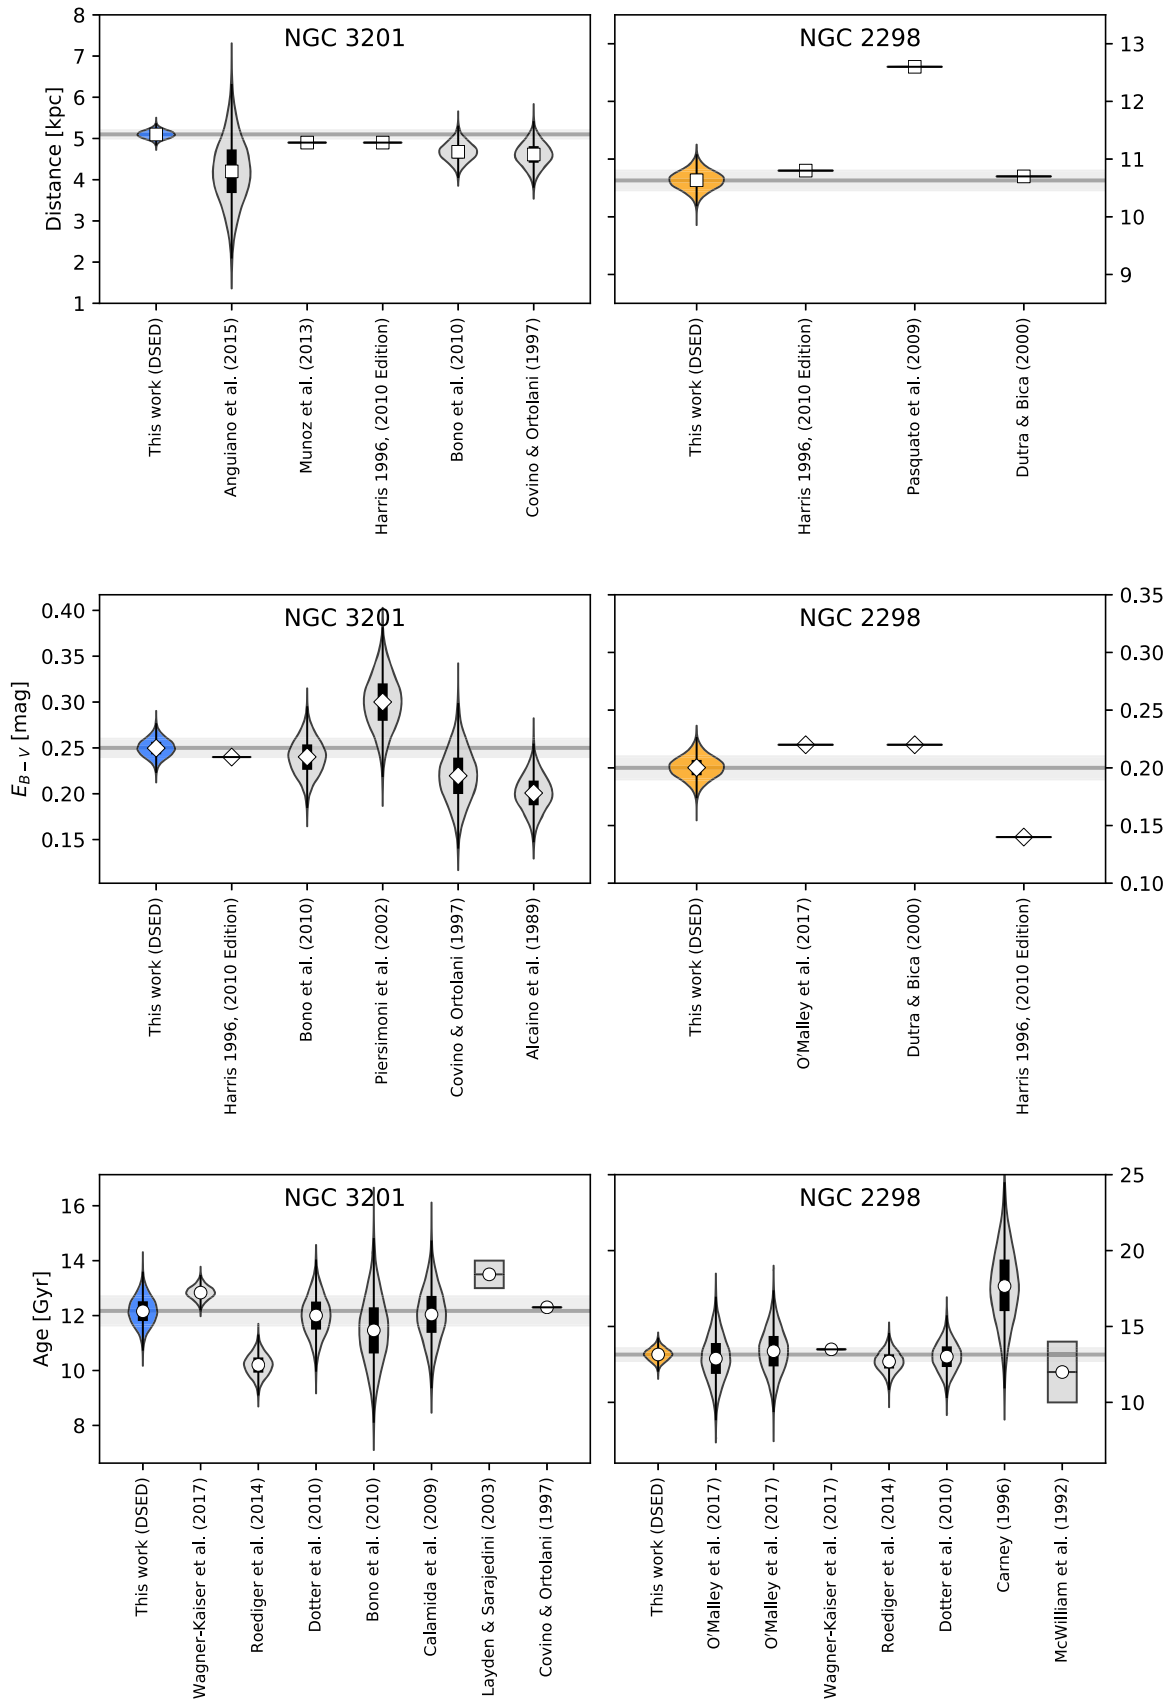 NGC 3201
NGC 2298
Distance [kpc]
8
7
6
5
4
3
2
1
13
12
11
10
9
This work (DSED)
Anguiano et al. (2015)
Munoz et al. (2013)
Harris 1996, (2010 Edition)
Bono et al. (2010)
Covino & Ortolani (1997)
This work (DSED)
Harris 1996, (2010 Edition)
Pasquato et al. (2009)
Dutra & Bica (2000)
NGC 3201
NGC 2298
E_{B-V} [mag]
0.40
0.35
0.30
0.25
0.20
0.15
0.35
0.30
0.25
0.20
0.15
0.10
This work (DSED)
Harris 1996, (2010 Edition)
Bono et al. (2010)
Piersimoni et al. (2002)
Covino & Ortolani (1997)
Alcaino et al. (1989)
This work (DSED)
O'Malley et al. (2017)
Dutra & Bica (2000)
Harris 1996, (2010 Edition)
NGC 3201
NGC 2298
Age [Gyr]
16
14
12
10
8
25
20
15
10
This work (DSED)
Wagner-Kaiser et al. (2017)
Roediger et al. (2014)
Dotter et al. (2010)
Bono et al. (2010)
Calamida et al. (2009)
Layden & Sarajedini (2003)
Covino & Ortolani (1997)
This work (DSED)
O'Malley et al. (2017)
O'Malley et al. (2017)
Wagner-Kaiser et al. (2017)
Roediger et al. (2014)
Dotter et al. (2010)
Carney (1996)
McWilliam et al. (1992)